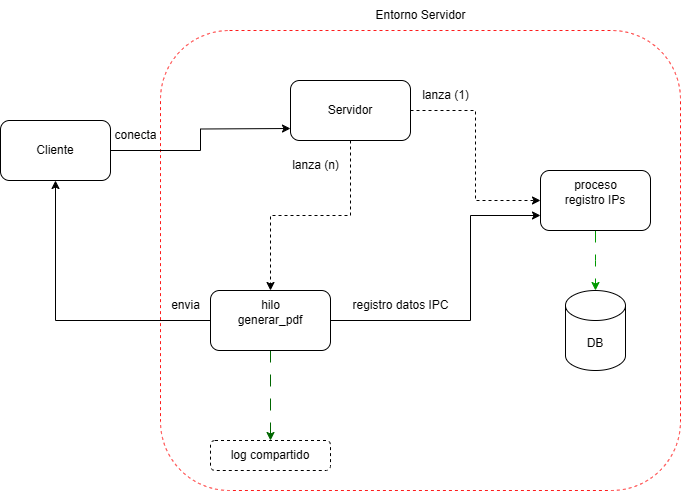 Entorno Servidor
lanza (1)
Servidor
conecta
Cliente
lanza (n)
proceso
registro IPs
envia
hilo
generar_pdf
registro datos IPC
DB
log compartido